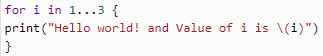 for i in 1...3 {
print("Hello world! and Value of i is \(i)")
}